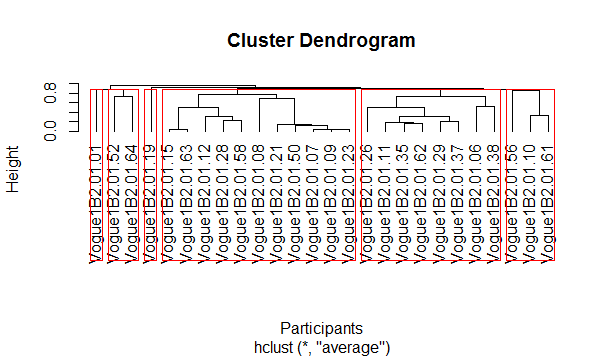 Cluster Dendrogram
Height
0.8
0.0
Vogue1B2.01.01
Vogue1B2.01.52
Vogue1B2.01.64
Vogue1B2.01.19
Vogue1B2.01.15
Vogue1B2.01.63
Vogue1B2.01.12
Vogue1B2.01.28
Vogue1B2.01.58
Vogue1B2.01.08
Vogue1B2.01.21
Vogue1B2.01.50
Vogue1B2.01.07
Vogue1B2.01.09
Vogue1B2.01.23
Vogue1B2.01.26
Vogue1B2.01.11
Vogue1B2.01.35
Vogue1B2.01.62
Vogue1B2.01.29
Vogue1B2.01.37
Vogue1B2.01.06
Vogue1B2.01.38
Vogue1B2.01.56
Vogue1B2.01.10
Vogue1B2.01.61
Participants
hclust (*, "average")